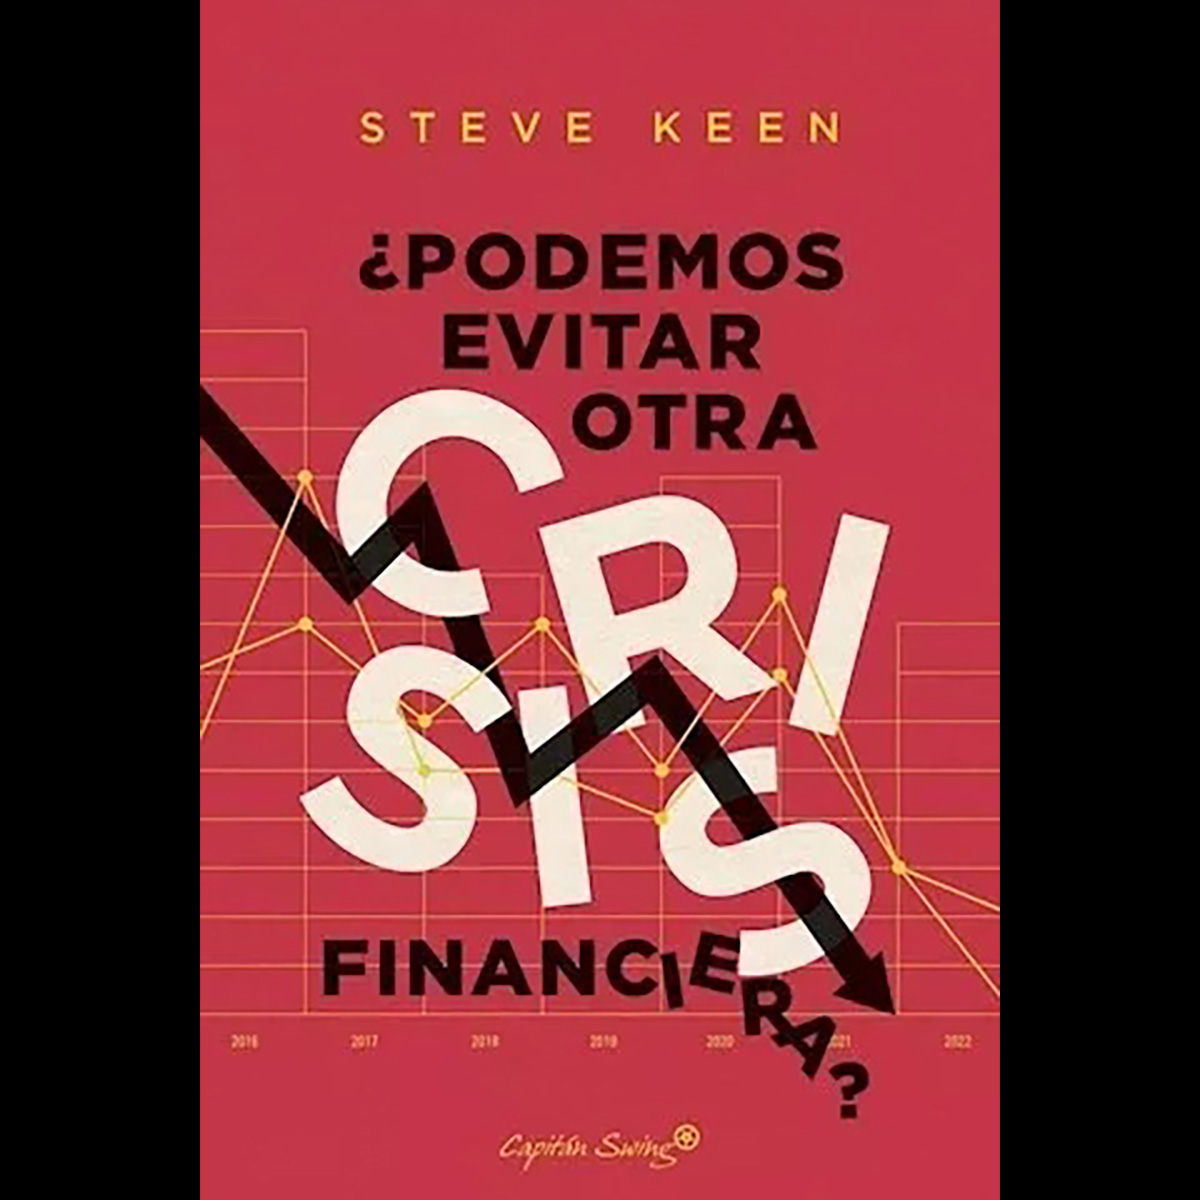 STEVE KEEN
¿PODEMOS
EVITAR
OTRA
CRI
SIS
FINANCIERA?
2016 2017 2018 2019 2020 2021 2022
Capitán Swing